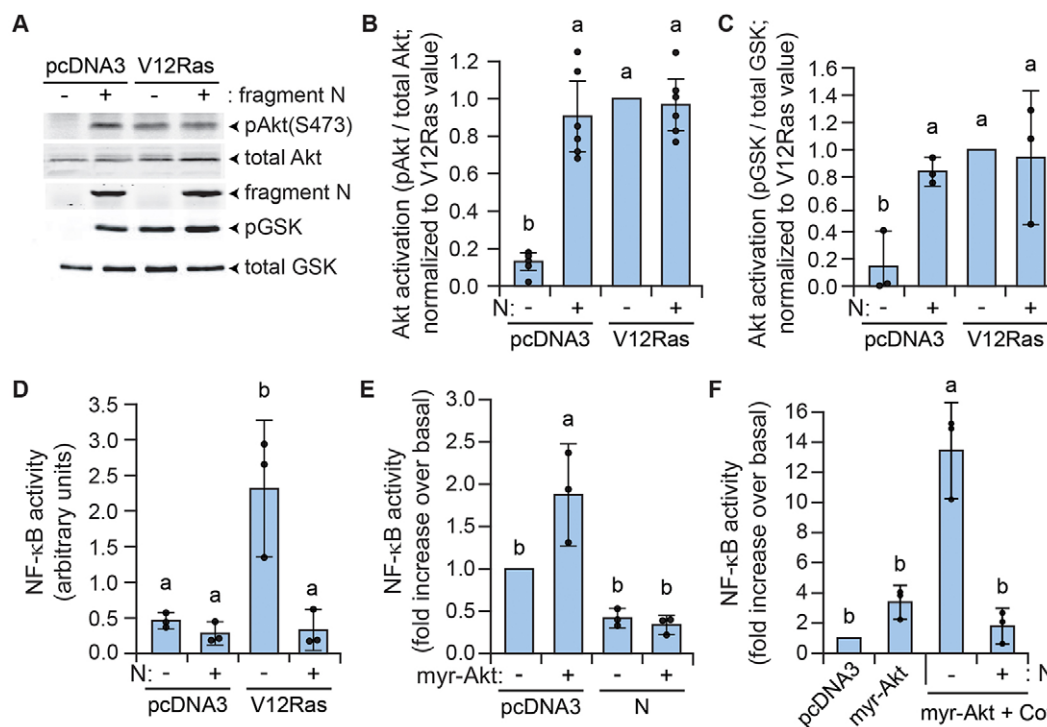 A
pcDNA3 V12Ras
- + - + : fragment N
pAkt(S473)
total Akt
fragment N
pGSK
total GSK
B
Akt activation (pAkt / total Akt;
normalized to V12Ras value)
1.2
1.0
0.8
0.6
0.4
0.2
0.0
b a a a
N: - + - +
pcDNA3 V12Ras
C
Akt activation (pGSK / total GSK;
normalized to V12Ras value)
1.6
1.4
1.2
1.0
0.8
0.6
0.4
0.2
0.0
b a a a
N: - + - +
pcDNA3 V12Ras
D
NF-κB activity
(arbitrary units)
3.5
3.0
2.5
2.0
1.5
1.0
0.5
0.0
a a b a
N: - + - +
pcDNA3 V12Ras
E
NF-κB activity
(fold increase over basal)
3.0
2.5
2.0
1.5
1.0
0.5
0.0
b a b b
myr-Akt: - + - +
pcDNA3 N
F
NF-κB activity
(fold increase over basal)
16
14
12
10
8
6
4
2
0
b b a b
pcDNA3 myr-Akt - + : N
myr-Akt + Co